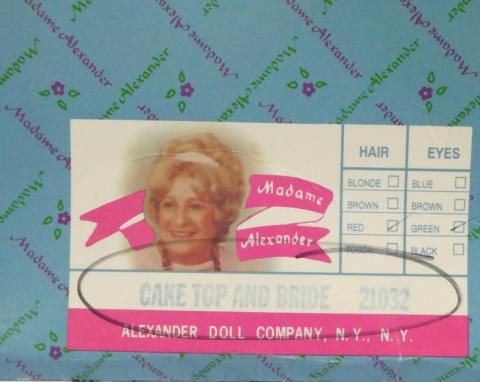 Madame Alexander
Madame
Alexander
HAIR EYES
BLONDE BLUE
BROWN BROWN
RED GREEN
TOSCA BLACK
CAKE TOP AND BRIDE 21032
ALEXANDER DOLL COMPANY, N.Y., N.Y.